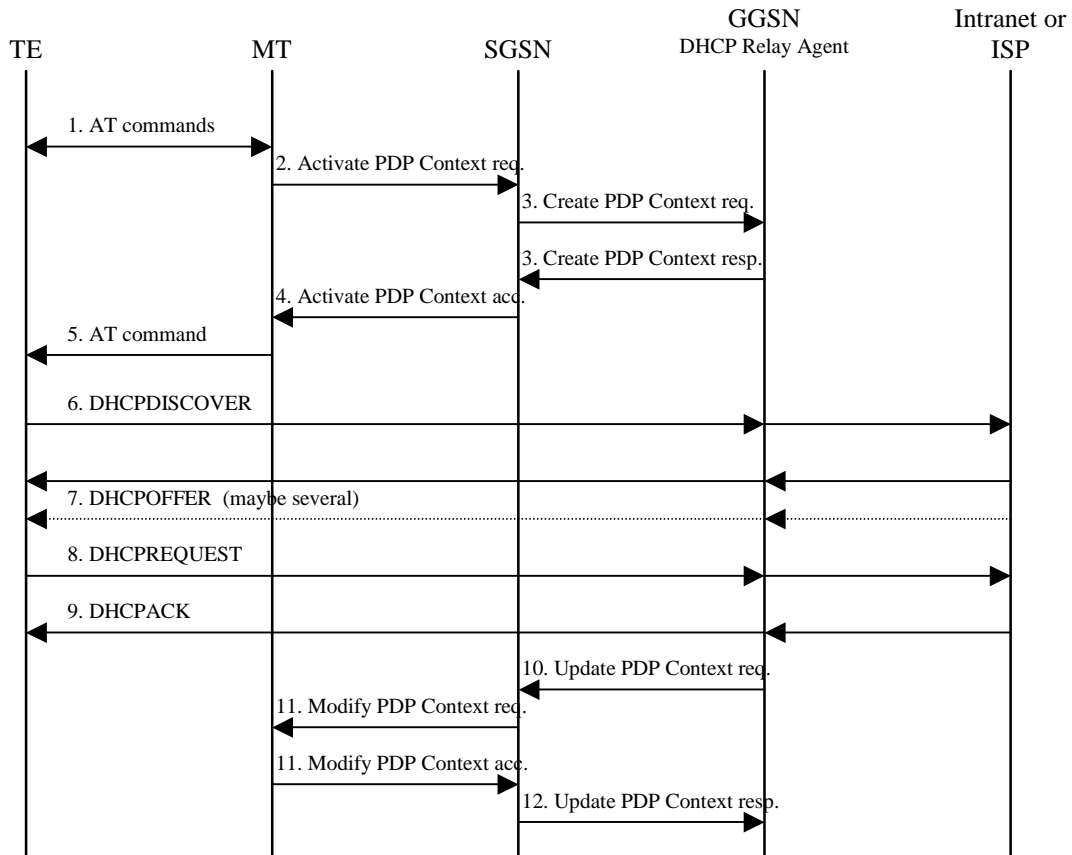 GGSN
Intranet or
TE
MT
SGSN
DHCP Relay Agent
ISP
1. AT commands
2. Activate PDP Context req.
3. Create PDP Context req.
3. Create PDP Context resp.
4. Activate PDP Context acc.
5. AT command
6. DHCPDISCOVER
7. DHCPOFFER (maybe several)
8. DHCPREQUEST
9. DHCPACK
10. Update PDP Context req.
11. Modify PDP Context req.
11. Modify PDP Context acc.
12. Update PDP Context resp.